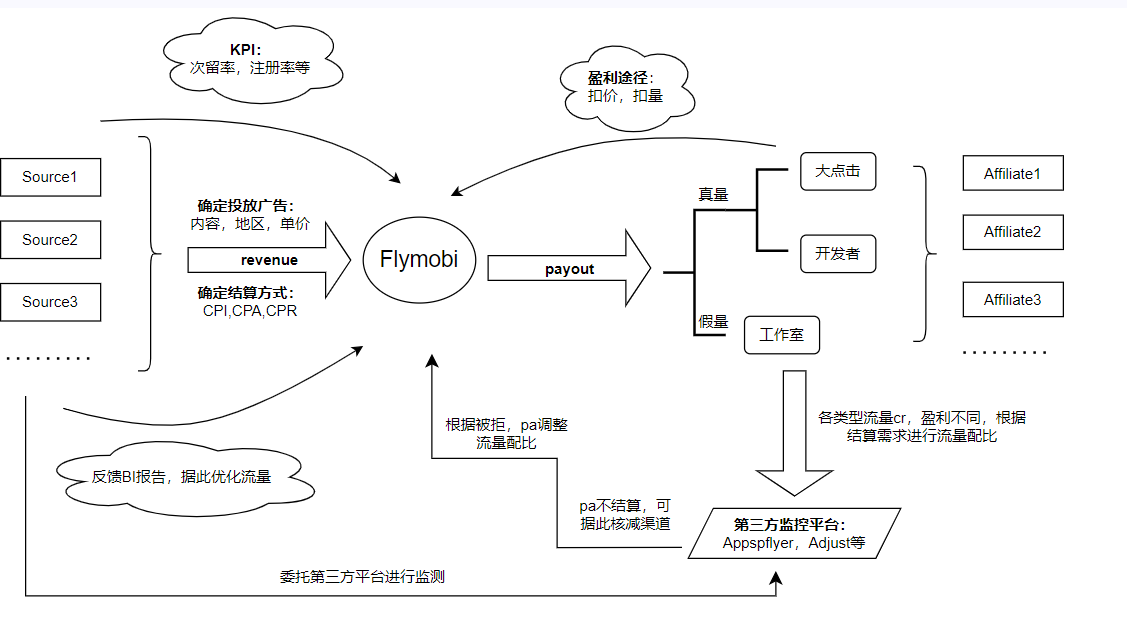 KPI：
次留率，注册率等
盈利途径：
扣价，扣量
Source1
Source2
Source3
.........
确定投放广告：
内容，地区，单价
revenue
确定结算方式：
CPI,CPA,CPR
Flymobi
payout
真量
大点击
开发者
假量
工作室
Affiliate1
Affiliate2
Affiliate3
.........
反馈BI报告，据此优化流量
根据被拒，pa调整
流量配比
各类型流量cr，盈利不同，根据
结算需求进行流量配比
pa不结算，可
据此核减渠道
第三方监控平台：
Appspflyer，Adjust等
委托第三方平台进行监测